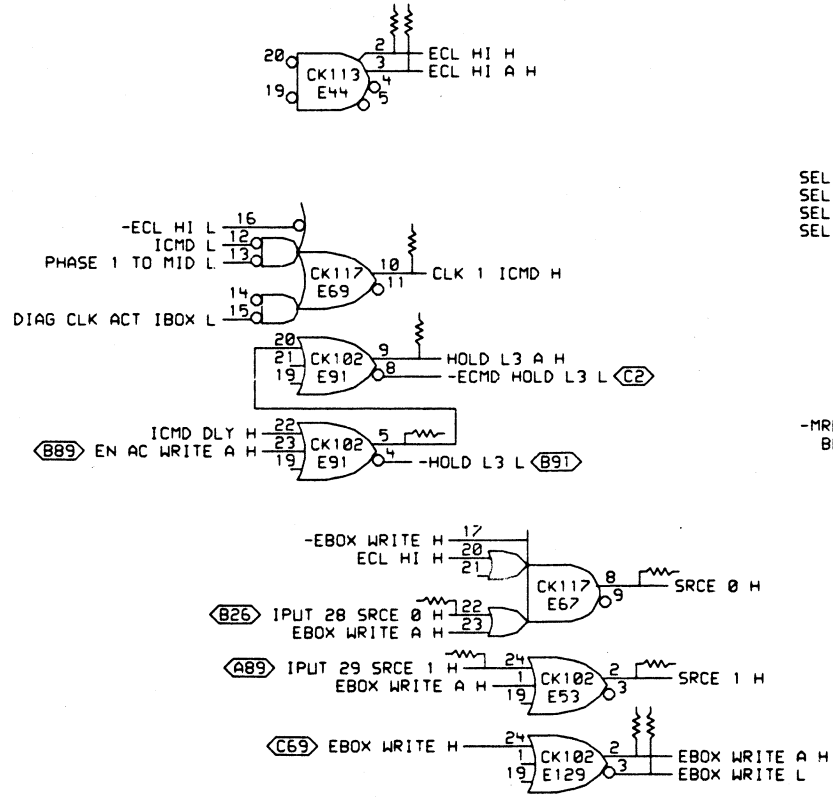 2 ECL HI H
20 3 ECL HI A H
CK113 4
19 E44 5
SEL
SEL
SEL
SEL
-ECL HI L 16
ICMD L 12
PHASE 1 TO MID L 13
CK117 10 CLK 1 ICMD H
E69 11
14
DIAG CLK ACT IBOX L 15
20
21 CK102 9 HOLD L3 A H
19 E91 8 -ECMD HOLD L3 L C2
ICMD DLY H 22 5
B89 EN AC WRITE A H 23 CK102 4 -HOLD L3 L B91
19 E91
-EBOX WRITE H 17
ECL HI H 20
21
CK117 8 SRCE 0 H
E67 9
B26 IPUT 28 SRCE 0 H 22
EBOX WRITE A H 23
A89 IPUT 29 SRCE 1 H 24
EBOX WRITE A H 1 CK102 2 SRCE 1 H
19 E53 3
C69 EBOX WRITE H 24
1 CK102 2 EBOX WRITE A H
19 E129 3 EBOX WRITE L